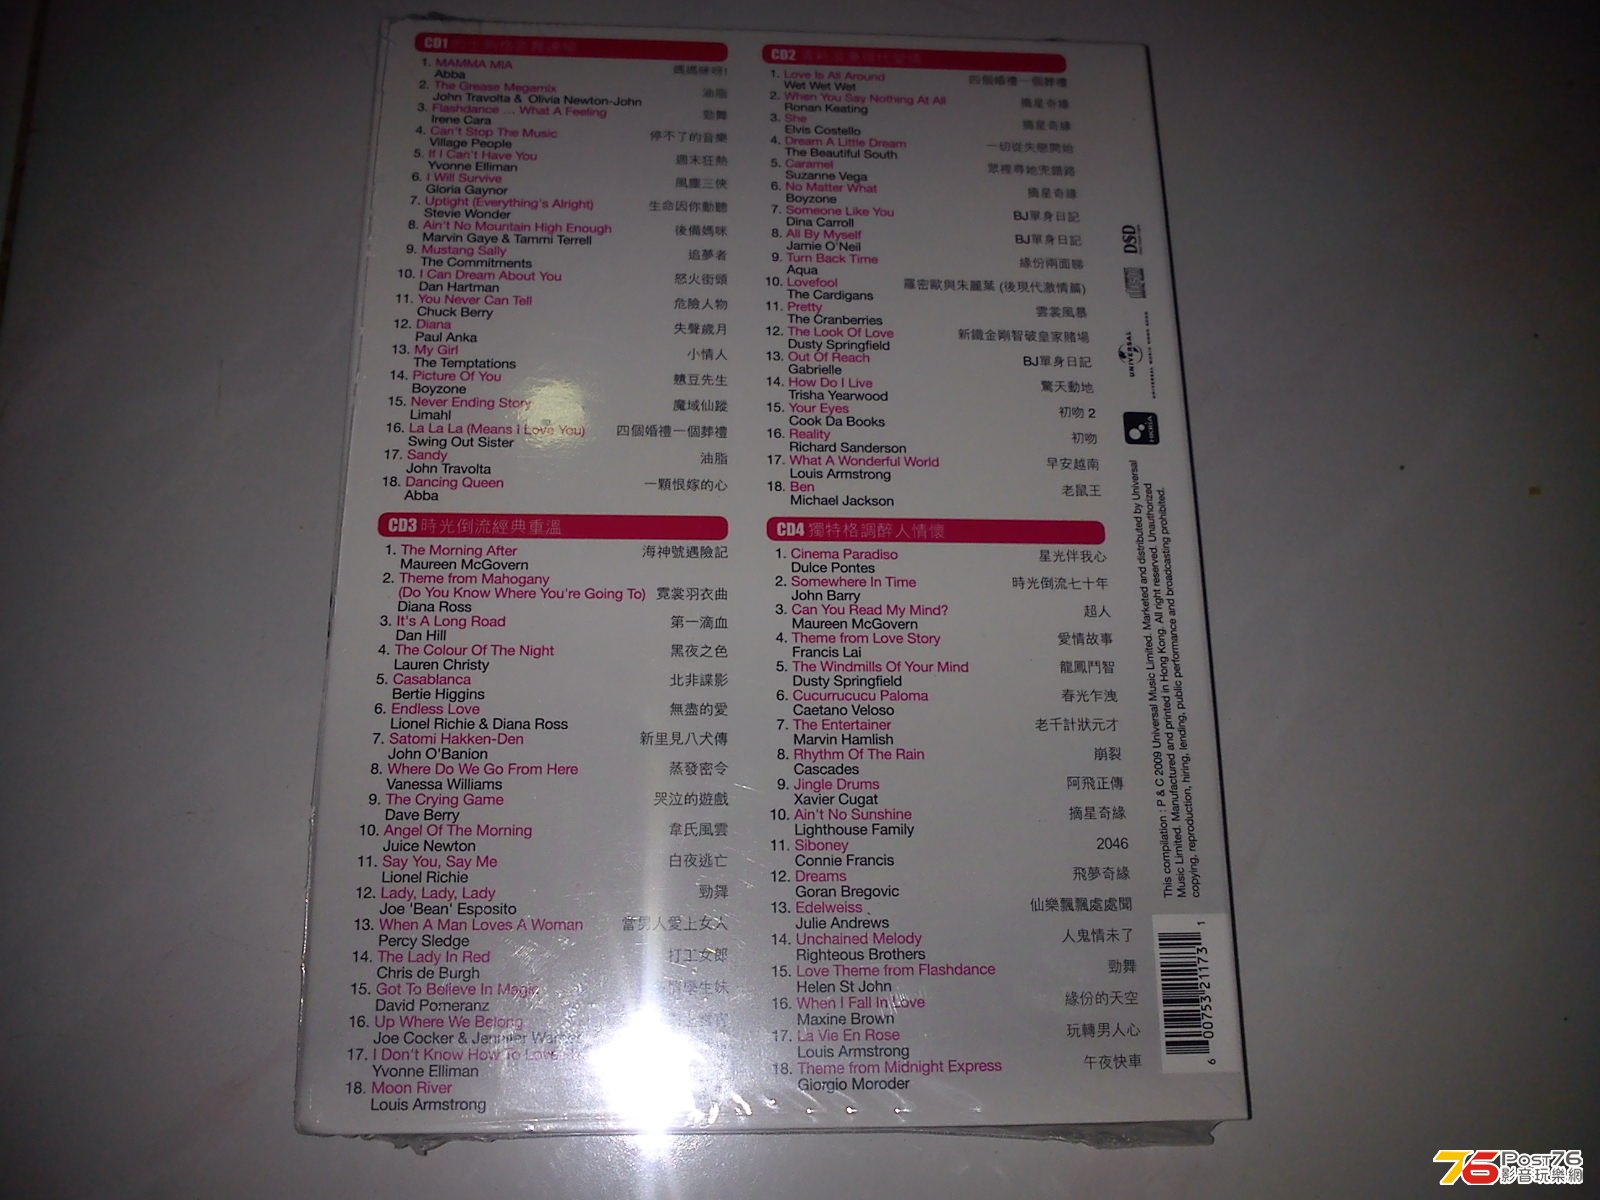 CD1
1. MAMMA MIA 媽媽咪呀!
Abba
2. The Grease Megamix 油脂
John Travolta & Olivia Newton-John
3. Flashdance ... What A Feeling 勁舞
Irene Cara
4. Can't Stop The Music 停不了的音樂
Village People
5. If I Can't Have You 週末狂熱
Yvonne Elliman
6. I Will Survive 風塵三俠
Gloria Gaynor
7. Uptight (Everything's Alright) 生命因你動聽
Stevie Wonder
8. Ain't No Mountain High Enough 後備媽咪
Marvin Gaye & Tammi Terrell
9. Mustang Sally 追夢者
The Commitments
10. I Can Dream About You 怒火街頭
Dan Hartman
11. You Never Can Tell 危險人物
Chuck Berry
12. Diana 失聲歲月
Paul Anka
13. My Girl 小情人
The Temptations
14. Picture Of You 戇豆先生
Boyzone
15. Never Ending Story 魔域仙蹤
Limahl
16. La La La (Means I Love You) 四個婚禮一個葬禮
Swing Out Sister
17. Sandy 油脂
John Travolta
18. Dancing Queen 一顆恨嫁的心
Abba
CD2
1. Love Is All Around 四個婚禮一個葬禮
Wet Wet Wet
2. When You Say Nothing At All 摘星奇緣
Ronan Keating
3. She 摘星奇緣
Elvis Costello
4. Dream A Little Dream 一切從失戀開始
The Beautiful South
5. Caramel 眾裡尋她兜錯路
Suzanne Vega
6. No Matter What 摘星奇緣
Boyzone
7. Someone Like You BJ單身日記
Dina Carroll
8. All By Myself BJ單身日記
Jamie O'Neil
9. Turn Back Time 緣份兩面睇
Aqua
10. Lovefool 羅密歐與朱麗葉 (後現代激情篇)
The Cardigans
11. Pretty 雲裳風暴
The Cranberries
12. The Look Of Love 新鐵金剛智破皇家賭場
Dusty Springfield
13. Out Of Reach BJ單身日記
Gabrielle
14. How Do I Live 驚天動地
Trisha Yearwood
15. Your Eyes 初吻 2
Cook Da Books
16. Reality 初吻
Richard Sanderson
17. What A Wonderful World 早安越南
Louis Armstrong
18. Ben 老鼠王
Michael Jackson
CD3 時光倒流經典重溫
1. The Morning After 海神號遇險記
Maureen McGovern
2. Theme from Mahogany
(Do You Know Where You're Going To) 霓裳羽衣曲
Diana Ross
3. It's A Long Road 第一滴血
Dan Hill
4. The Colour Of The Night 黑夜之色
Lauren Christy
5. Casablanca 北非諜影
Bertie Higgins
6. Endless Love 無盡的愛
Lionel Richie & Diana Ross
7. Satomi Hakken-Den 新里見八犬傳
John O'Banion
8. Where Do We Go From Here 蒸發密令
Vanessa Williams
9. The Crying Game 哭泣的遊戲
Dave Berry
10. Angel Of The Morning 韋氏風雲
Juice Newton
11. Say You, Say Me 白夜逃亡
Lionel Richie
12. Lady, Lady, Lady 勁舞
Joe 'Bean' Esposito
13. When A Man Loves A Woman 當男人愛上女人
Percy Sledge
14. The Lady In Red 打工女郎
Chris de Burgh
15. Got To Believe In Magic 學生妹
David Pomeranz
16. Up Where We Belong
Joe Cocker & Jennifer
17. I Don't Know How To Love
Yvonne Elliman
18. Moon River
Louis Armstrong
CD4 獨特格調醉人情懷
1. Cinema Paradiso 星光伴我心
Dulce Pontes
2. Somewhere In Time 時光倒流七十年
John Barry
3. Can You Read My Mind? 超人
Maureen McGovern
4. Theme from Love Story 愛情故事
Francis Lai
5. The Windmills Of Your Mind 龍鳳鬥智
Dusty Springfield
6. Cucurrucucu Paloma 春光乍洩
Caetano Veloso
7. The Entertainer 老千計狀元才
Marvin Hamlish
8. Rhythm Of The Rain 崩裂
Cascades
9. Jingle Drums 阿飛正傳
Xavier Cugat
10. Ain't No Sunshine 摘星奇緣
Lighthouse Family
11. Siboney 2046
Connie Francis
12. Dreams 飛夢奇緣
Goran Bregovic
13. Edelweiss 仙樂飄飄處處聞
Julie Andrews
14. Unchained Melody 人鬼情未了
Righteous Brothers
15. Love Theme from Flashdance 勁舞
Helen St John
16. When I Fall In Love 緣份的天空
Maxine Brown
17. La Vie En Rose 玩轉男人心
Louis Armstrong
18. Theme from Midnight Express 午夜快車
Giorgio Moroder
DSD
UNIVERSAL
This compilation : P & C 2009 Universal Music Limited. Marketed and distributed by Universal
Music Limited. Manufactured and printed in Hong Kong. All right reserved. Unauthorized
copying, reproduction, hiring, lending, public performance and broadcasting prohibited.
6 00753 21173 1
76 Post76
影音玩樂網